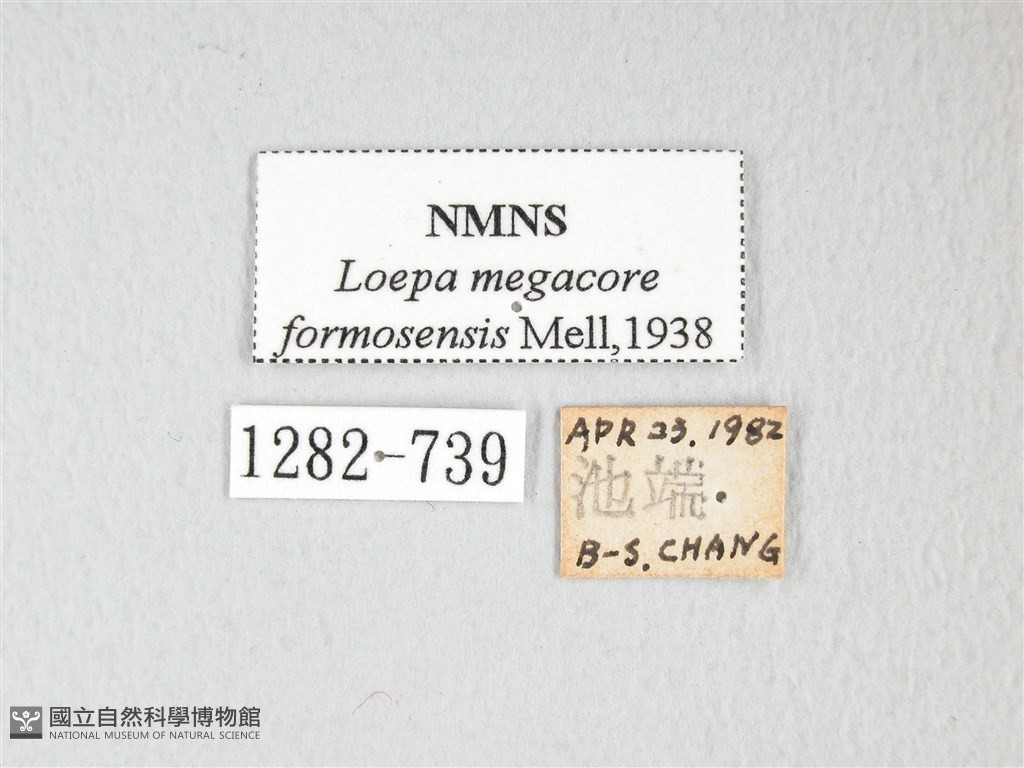 NMNS
Loepa megacore
formosensis Mell,1938
1282-739
APR 23. 1982
池端
B-S. CHANG
國立自然科學博物館
NATIONAL MUSEUM OF NATURAL SCIENCE